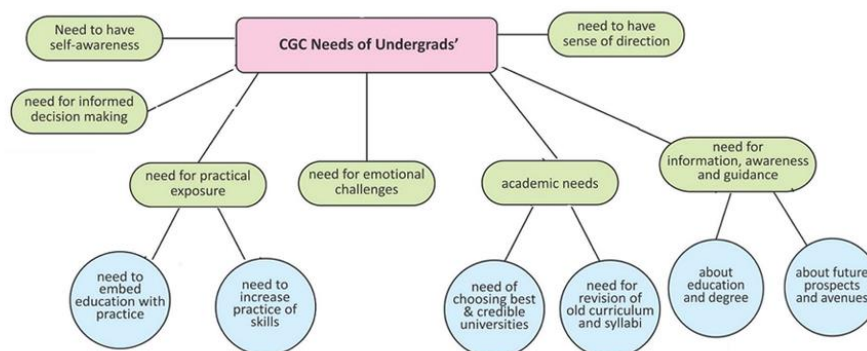 CGC Needs of Undergrads'
Need to have
self-awareness
need to have
sense of direction
need for informed
decision making
need for practical
exposure
need for emotional
challenges
academic needs
need for
information, awareness
and guidance
need to
embed
education with
practice
need to
increase
practice of
skills
need of
choosing best
& credible
universities
need for
revision of
old curriculum
and syllabi
about
education
and degree
about future
prospects
and avenues